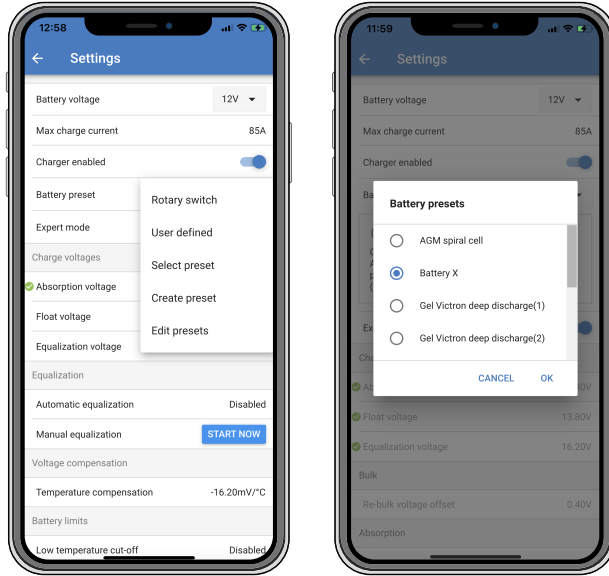 12:58
Settings
Battery voltage 12V
Max charge current 85A
Charger enabled
Battery preset
Expert mode
Rotary switch
User defined
Select preset
Create preset
Edit presets
Charge voltages
Absorption voltage
Float voltage
Equalization voltage
Equalization
Automatic equalization Disabled
Manual equalization START NOW
Voltage compensation
Temperature compensation -16.20mV/°C
Battery limits
Low temperature cut-off Disabled
11:59
Settings
Battery voltage 12V
Max charge current 85A
Charger enabled
Ba
Battery presets
AGM spiral cell
Battery X
Gel Victron deep discharge(1)
Gel Victron deep discharge(2)
CANCEL OK
Ex
Cha
Ab
Float voltage 13.80V
Equalization voltage 16.20V
Bulk
Re-bulk voltage offset 0.40V
Absorption